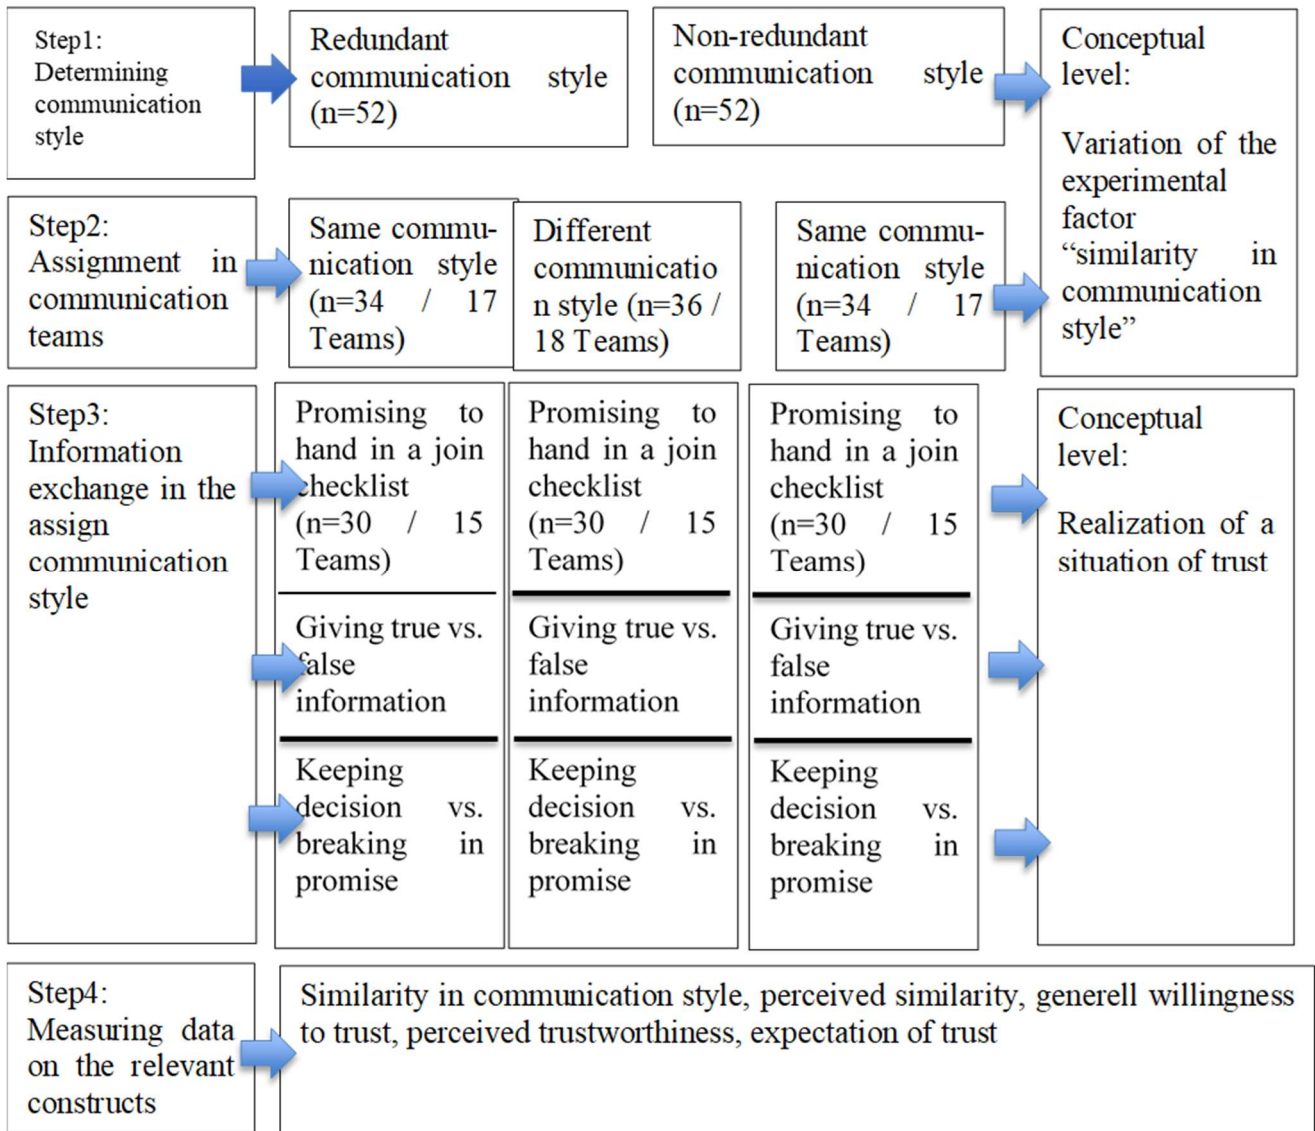 Step1:
Determining
communication
style
Redundant
communication style
(n=52)
Non-redundant
communication style
(n=52)
Conceptual
level:
Variation of the
experimental
factor
“similarity in
communication
style”
Step2:
Assignment in
communication
teams
Same commu-
nication style
(n=34 / 17
Teams)
Different
communicatio
n style (n=36 /
18 Teams)
Same commu-
nication style
(n=34 / 17
Teams)
Step3:
Information
exchange in the
assign
communication
style
Promising to
hand in a join
checklist
(n=30 / 15
Teams)
Promising to
hand in a join
checklist
(n=30 / 15
Teams)
Promising to
hand in a join
checklist
(n=30 / 15
Teams)
Conceptual
level:
Realization of a
situation of trust
Giving true vs.
false
information
Giving true vs.
false
information
Giving true vs.
false
information
Keeping
decision vs.
breaking in
promise
Keeping
decision vs.
breaking in
promise
Keeping
decision vs.
breaking in
promise
Step4:
Measuring data
on the relevant
constructs
Similarity in communication style, perceived similarity, generell willingness
to trust, perceived trustworthiness, expectation of trust